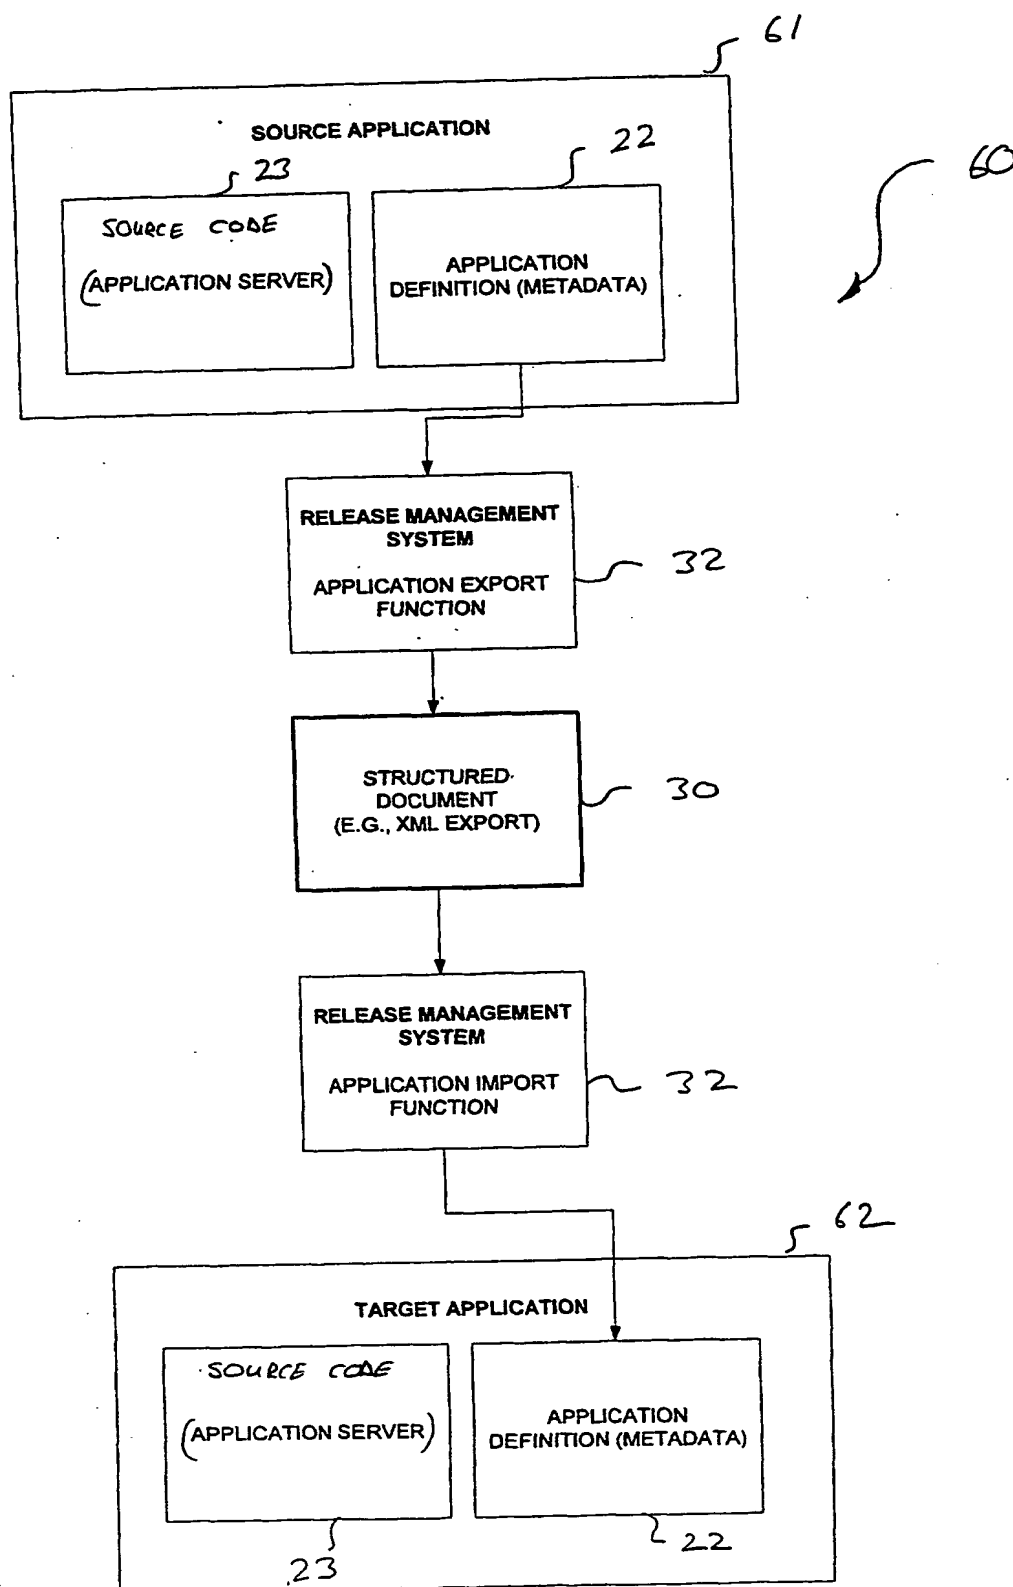 61
SOURCE APPLICATION
23
22
60
SOURCE CODE
(APPLICATION SERVER)
APPLICATION
DEFINITION (METADATA)
RELEASE MANAGEMENT
SYSTEM
APPLICATION EXPORT
FUNCTION
32
STRUCTURED
DOCUMENT
(E.G., XML EXPORT)
30
RELEASE MANAGEMENT
SYSTEM
APPLICATION IMPORT
FUNCTION
32
62
TARGET APPLICATION
SOURCE CODE
(APPLICATION SERVER)
APPLICATION
DEFINITION (METADATA)
23
22